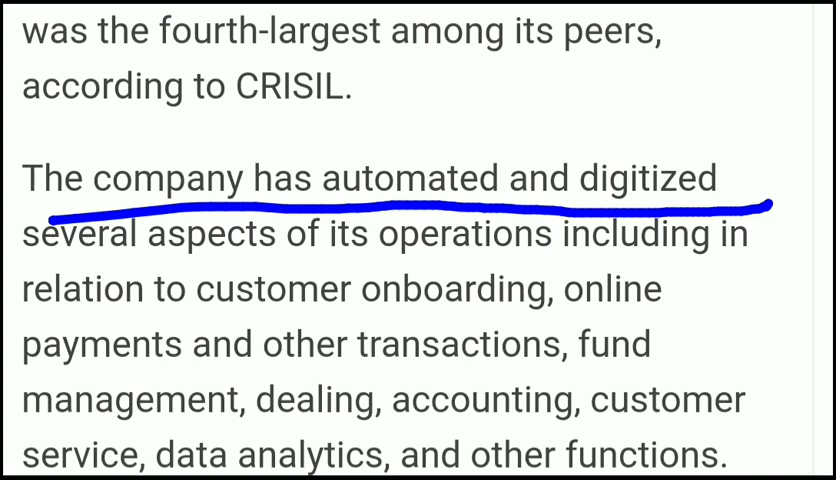 was the fourth-largest among its peers,
according to CRISIL.
The company has automated and digitized
several aspects of its operations including in
relation to customer onboarding, online
payments and other transactions, fund
management, dealing, accounting, customer
service, data analytics, and other functions.